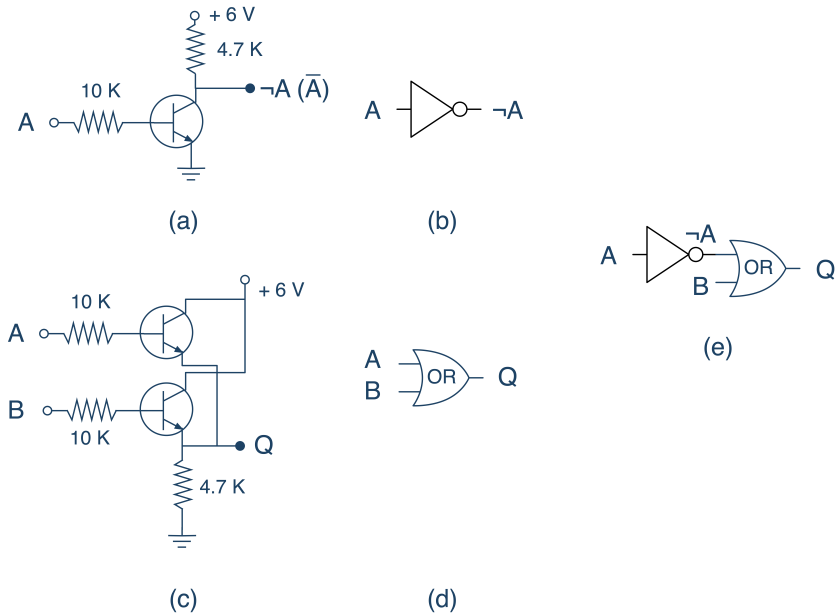 + 6 V
4.7 K
10 K
A
¬A (A̅)
(a)
A
¬A
(b)
+ 6 V
10 K
A
B
10 K
Q
4.7 K
(c)
A
B
OR
Q
(d)
A
¬A
B
OR
Q
(e)